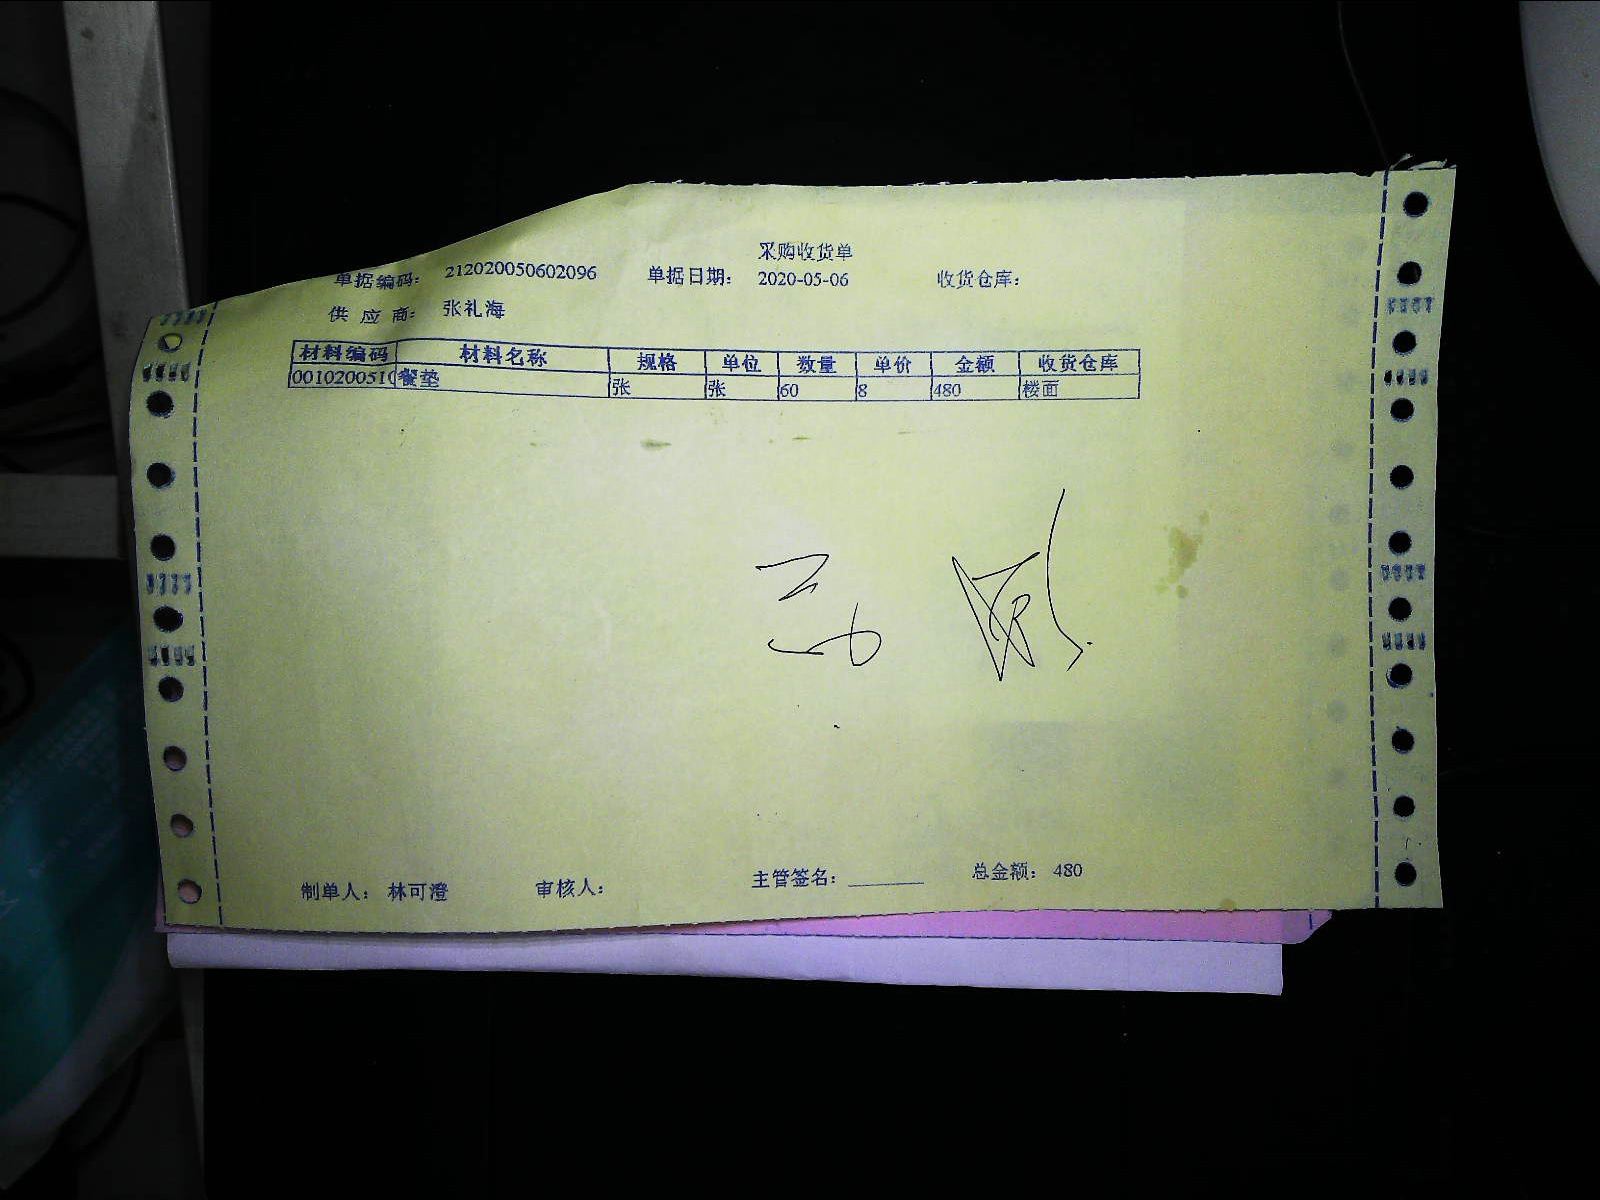 采购收货单
单据编码: 212020050602096 单据日期: 2020-05-06 收货仓库:
供应商: 张礼海
材料编码 材料名称 规格 单位 数量 单价 金额 收货仓库
0010200510 餐垫 张 张 60 8 480 楼面
制单人: 林可澄 审核人: 主管签名: ________ 总金额: 480